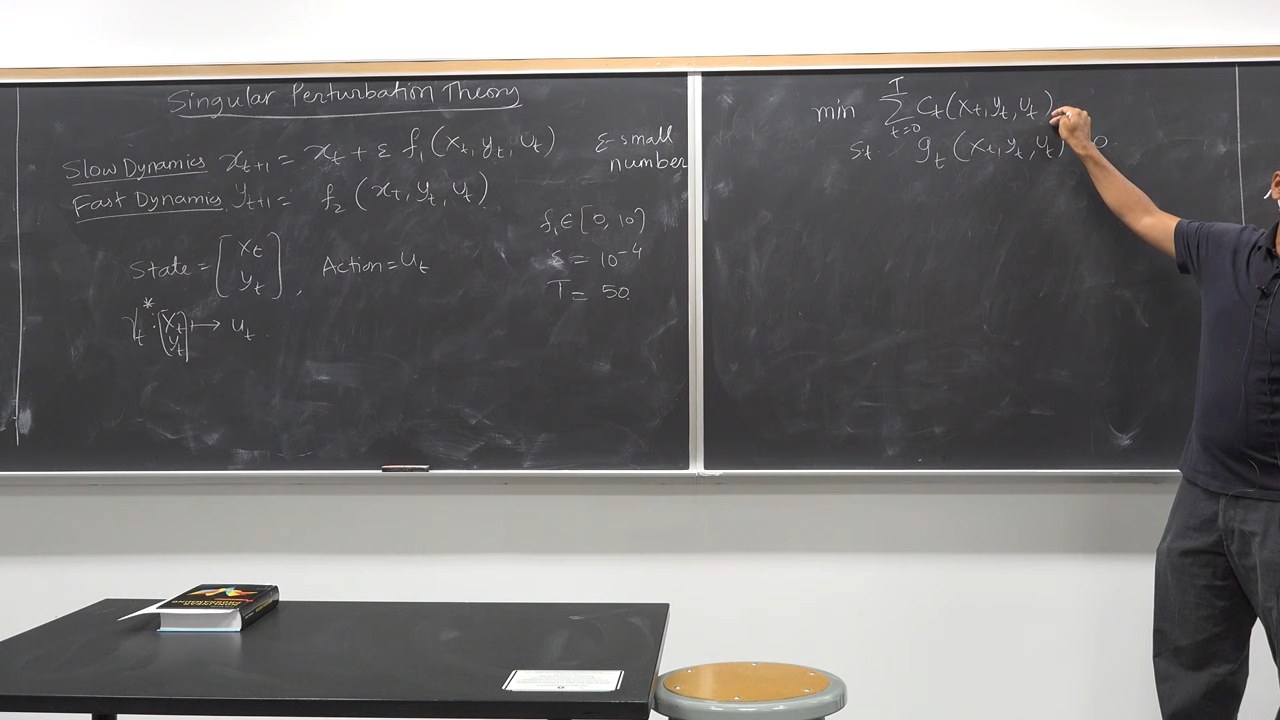 Singular Perturbation Theory
Slow Dynamics x_{t+1} = x_t + ε f_1(x_t, y_t, u_t) ε-small number
Fast Dynamics y_{t+1} = f_2(x_t, y_t, u_t)
f_1 ∈ [0, 10)
State = [x_t y_t], Action = u_t
ε = 10^{-4}
T = 50
[x_t y_t] ↦ u_t
min Σ_{t=0}^{T} C_t(x_t, y_t, u_t)
st. g_t(x_t, y_t, u_t) 0